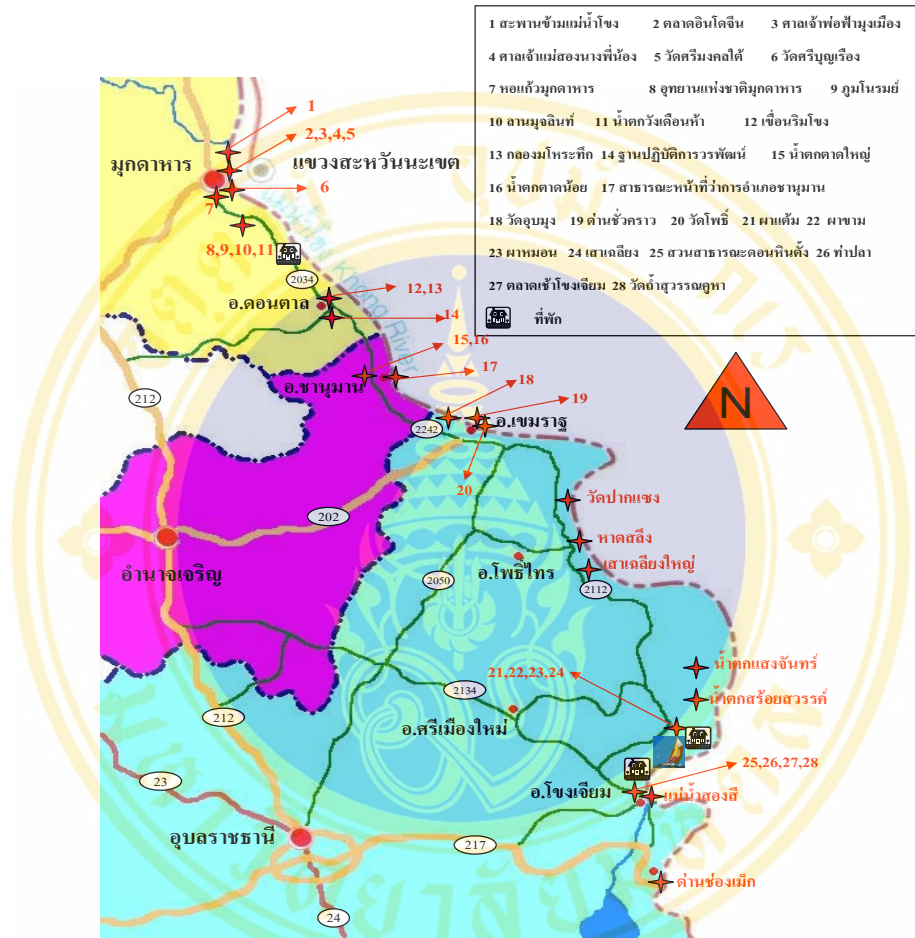 1 สะพานข้ามแม่น้ำโขง 2 ตลาดอินโดจีน 3 ศาลเจ้าพ่อฟ้ามุงเมือง
4 ศาลเจ้าแม่สองนางพี่น้อง 5 วัดศรีมงคลใต้ 6 วัดศรีบุญเรือง
7 หอแก้วมุกดาหาร 8 อุทยานแห่งชาติมุกดาหาร 9 ภูมโนรมย์
10 ลานมุจลินท์ 11 น้ำตกวังเดือนห้า 12 เขื่อนริมโขง
13 กลองมโหระทึก 14 ฐานปฏิบัติการวรพัฒน์ 15 น้ำตกตาดใหญ่
16 น้ำตกตาดน้อย 17 สาธารณะหน้าที่ว่าการอำเภอชานุมาน
18 วัดอุบมุง 19 ด่านชั่วคราว 20 วัดโพธิ์ 21 ผาแต้ม 22 ผาขาม
23 ผาหมอน 24 เสาเฉลียง 25 สวนสาธารณะดอนหินตั้ง 26 ท่าปลา
27 ตลาดเช้าโขงเจียม 28 วัดถ้ำสุวรรณคูหา
ที่พัก
1
2,3,4,5
มุกดาหาร
แขวงสะหวันนะเขต
6
7
8,9,10,11
2034
Khong River
12,13
อ.ดอนตาล
14
15,16
17
อ.ชานุมาน
212
18
19
2242
อ.เขมราฐ
20
วัดปากแซง
202
หาดสลึง
เสาเฉลียงใหญ่
อำนาจเจริญ
2050
อ.โพธิ์ไทร
2112
21,22,23,24
น้ำตกแสงจันทร์
2134
น้ำตกสร้อยสวรรค์
212
อ.ศรีเมืองใหม่
25,26,27,28
23
อ.โขงเจียม
แม่น้ำสองสี
อุบลราชธานี
217
ด่านช่องเม็ก
24
N